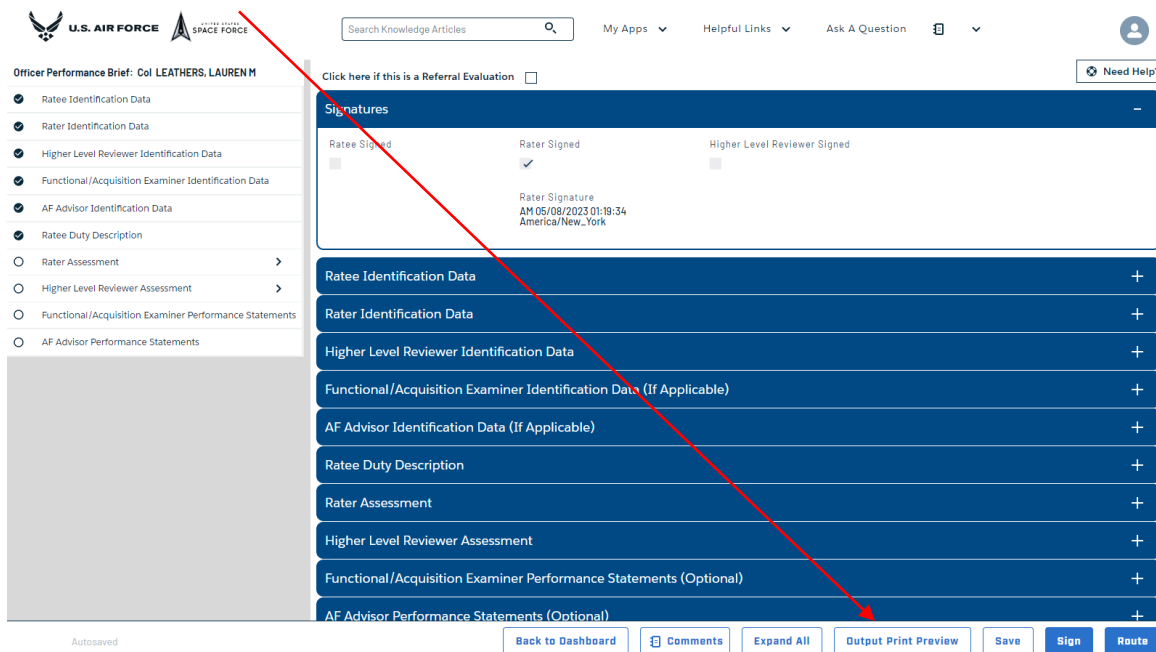 U.S. AIR FORCE
UNITED STATES
SPACE FORCE
Search Knowledge Articles
My Apps
Helpful Links
Ask A Question
Officer Performance Brief: Col LEATHERS, LAUREN M
Ratee Identification Data
Rater Identification Data
Higher Level Reviewer Identification Data
Functional/Acquisition Examiner Identification Data
AF Advisor Identification Data
Ratee Duty Description
Rater Assessment
Higher Level Reviewer Assessment
Functional/Acquisition Examiner Performance Statements
AF Advisor Performance Statements
Click here if this is a Referral Evaluation
Need Help?
Signatures
Ratee Signed
Rater Signed
Higher Level Reviewer Signed
Rater Signature
AM 05/08/2023 01:19:34
America/New_York
Ratee Identification Data
Rater Identification Data
Higher Level Reviewer Identification Data
Functional/Acquisition Examiner Identification Data (If Applicable)
AF Advisor Identification Data (If Applicable)
Ratee Duty Description
Rater Assessment
Higher Level Reviewer Assessment
Functional/Acquisition Examiner Performance Statements (Optional)
AF Advisor Performance Statements (Optional)
Autosaved
Back to Dashboard
Comments
Expand All
Output Print Preview
Save
Sign
Route